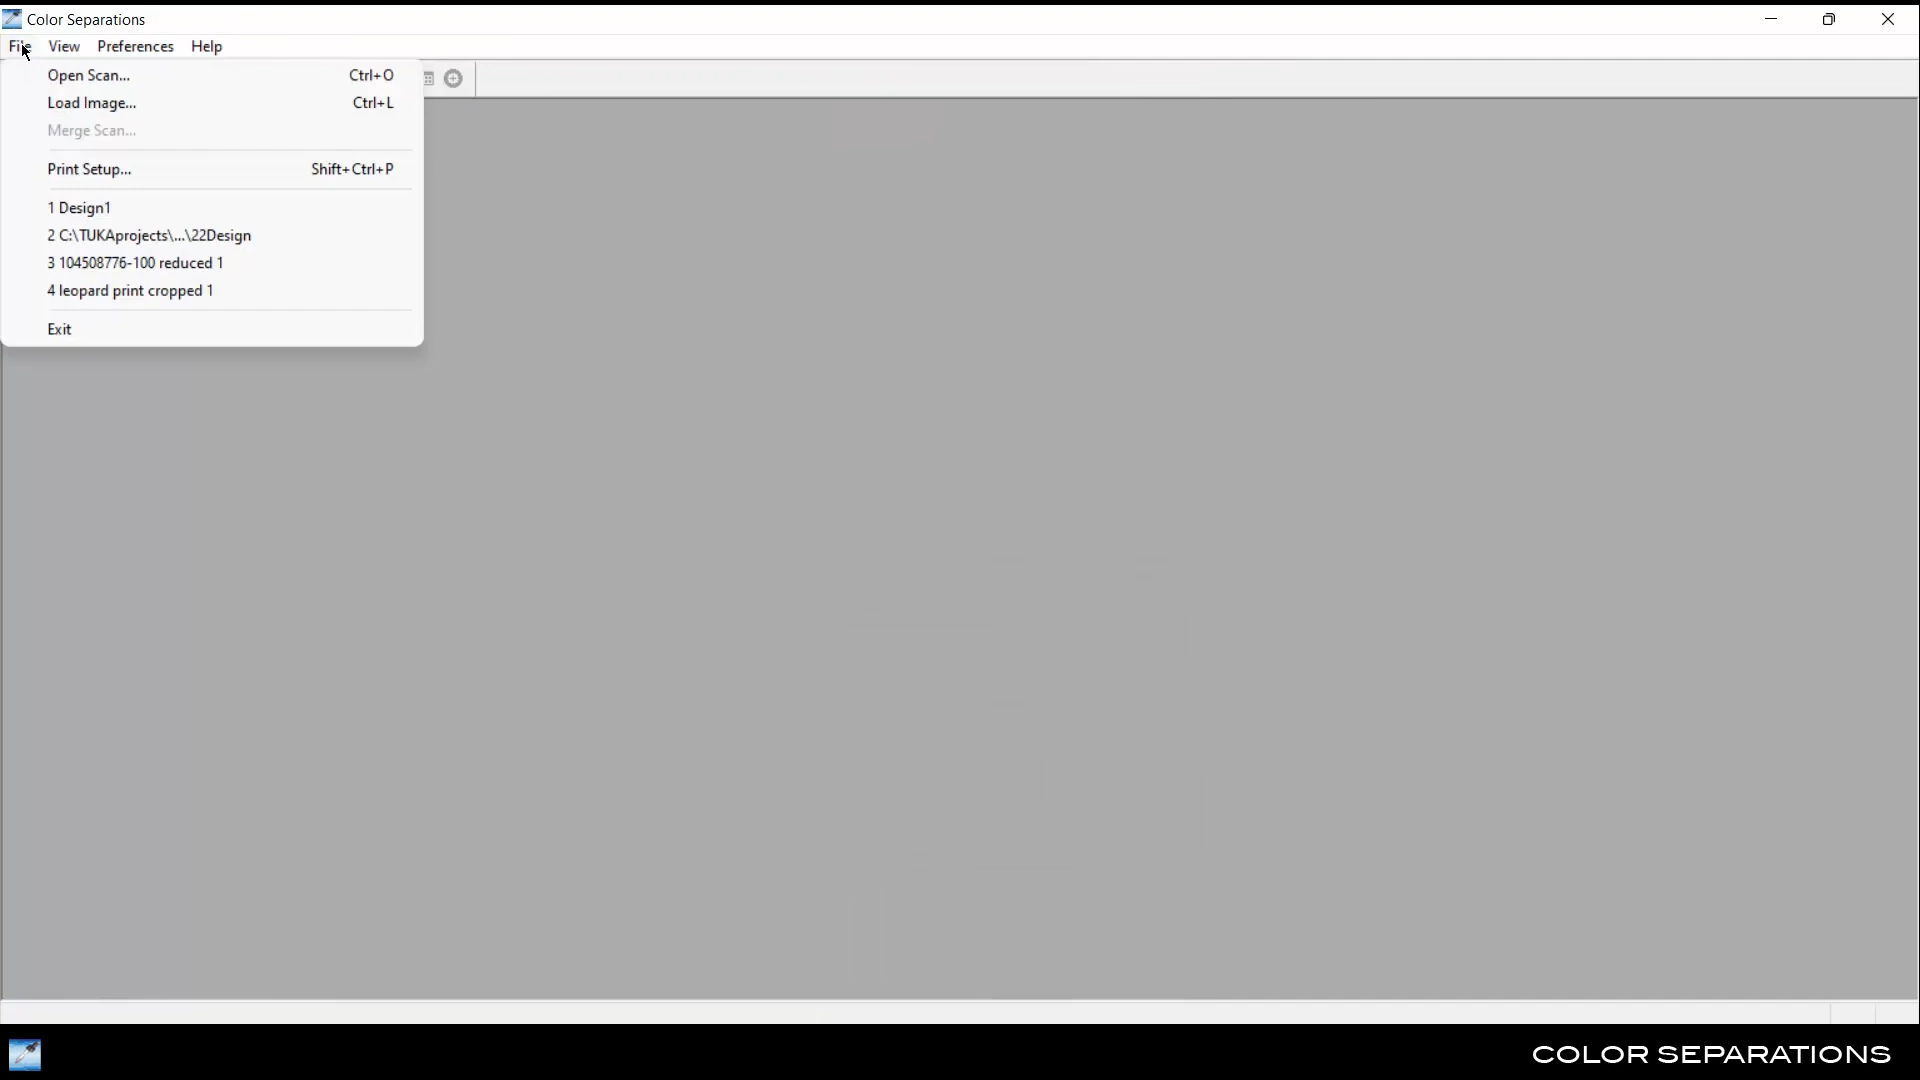 Color Separations
File View Preferences Help
Open Scan... Ctrl+O
Load Image... Ctrl+L
Merge Scan...
Print Setup... Shift+Ctrl+P
1 Design1
2 C:\TUKAprojects\...\22Design
3 104508776-100 reduced 1
4 leopard print cropped 1
Exit
COLOR SEPARATIONS